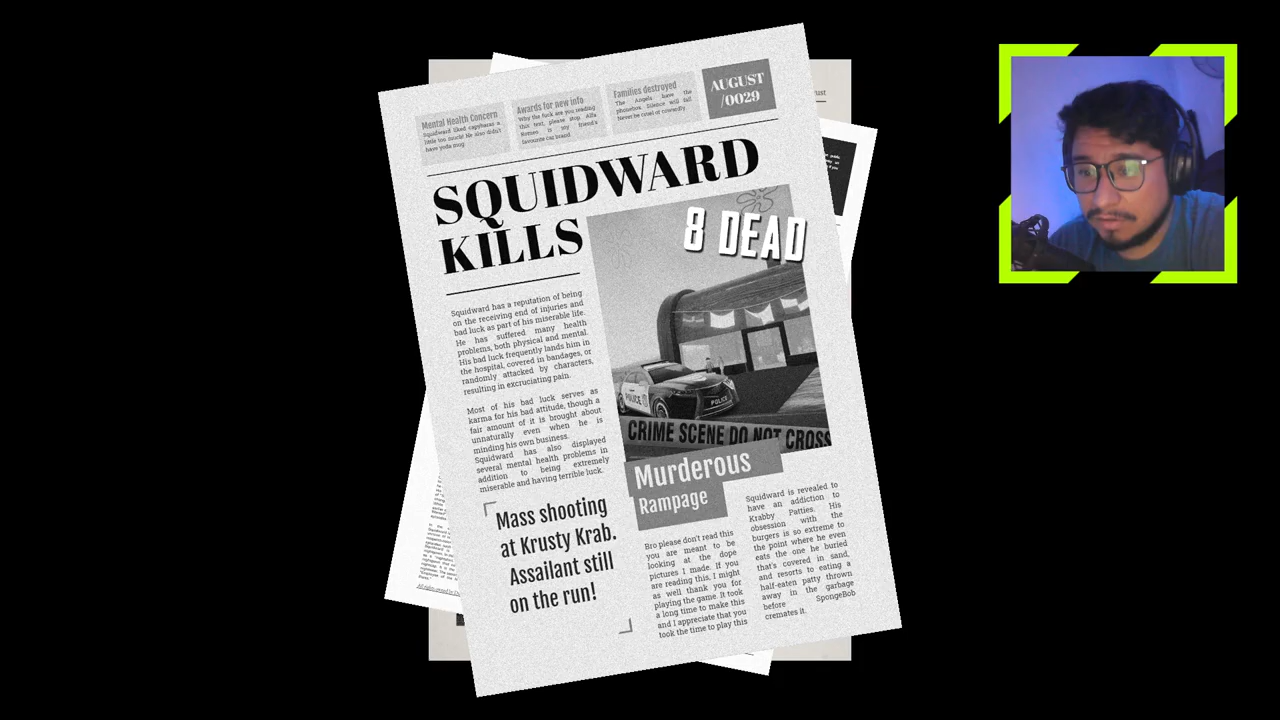 Mental Health Concern
Squidward liked capybaras a
little too much! He also didn't
have yoda mug
Awards for new info
Why the fuck are you reading
this text, please stop. Alfa
Romeo is my friend's
favourite car brand
Families destroyed
The Angels have the
phonebox. Silence will fall
Never be cruel or cowardly
AUGUST
/0029
SQUIDWARD
KILLS
8 DEAD
Squidward has a reputation of being
on the receiving end of injuries and
bad luck as part of his miserable life.
He has suffered many health
problems, both physical and mental.
His bad luck frequently lands him in
the hospital, covered in bandages, or
randomly attacked by characters,
resulting in excruciating pain.
Most of his bad luck serves as
karma for his bad attitude, though a
fair amount of it is brought about
unnaturally even when he is
minding his own business.
Squidward has also displayed
several mental health problems in
addition to being extremely
miserable and having terrible luck.
POLICE
POLICE
CRIME SCENE DO NOT CROSS
Murderous
Rampage
Mass shooting
at Krusty Krab.
Assailant still
on the run!
Bro please don't read this
you are meant to be
looking at the dope
pictures I made. If you
are reading this, I might
as well thank you for
playing the game. It took
a long time to make this
and I appreciate that you
took the time to play this
Squidward is revealed to
have an addiction to
Krabby Patties. His
obsession with the
burgers is so extreme to
the point where he even
eats the one he buried
that's covered in sand,
and resorts to eating a
half-eaten patty thrown
away in the garbage
before SpongeBob
cremates it.